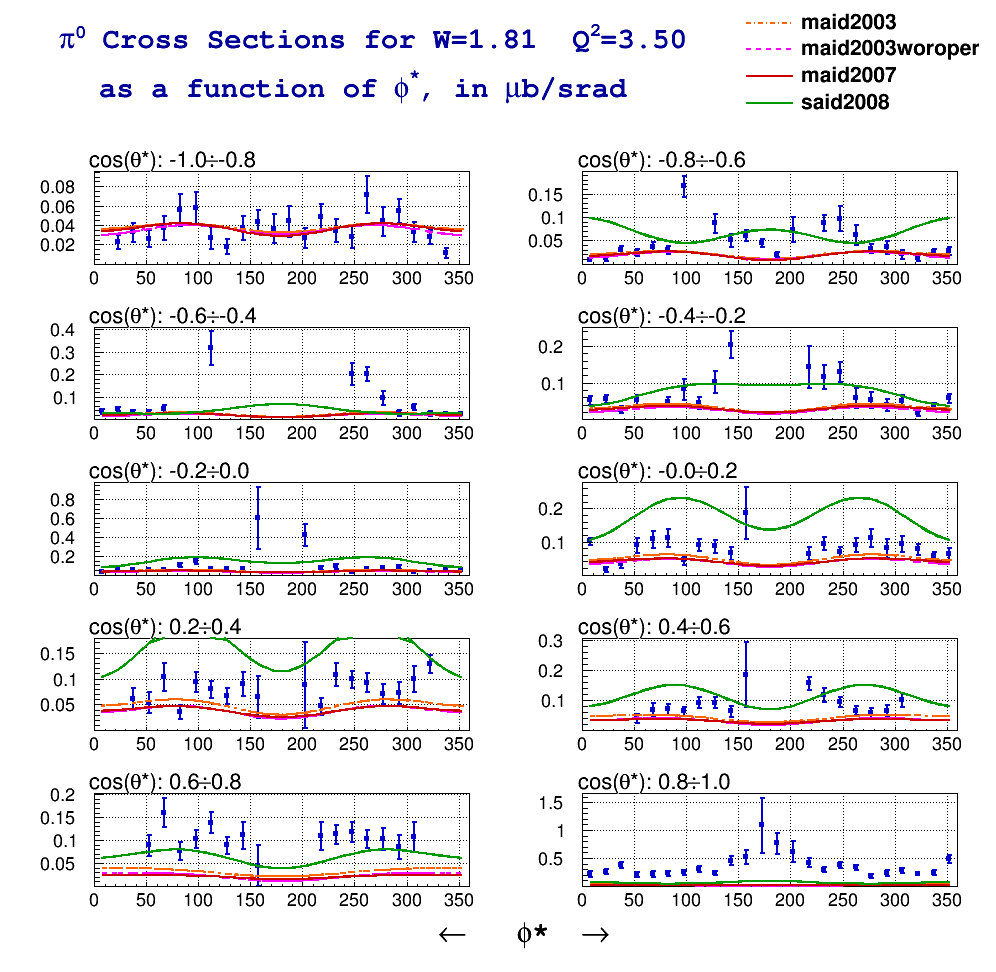 π⁰ Cross Sections for W=1.81 Q²=3.50
as a function of ϕ*, in μb/srad
maid2003
maid2003woroper
maid2007
said2008
cos(θ*): -1.0÷-0.8
0.08
0.06
0.04
0.02
0 50 100 150 200 250 300 350
cos(θ*): -0.8÷-0.6
0.15
0.1
0.05
0 50 100 150 200 250 300 350
cos(θ*): -0.6÷-0.4
0.4
0.3
0.2
0.1
0 50 100 150 200 250 300 350
cos(θ*): -0.4÷-0.2
0.2
0.1
0 50 100 150 200 250 300 350
cos(θ*): -0.2÷0.0
0.8
0.6
0.4
0.2
0 50 100 150 200 250 300 350
cos(θ*): -0.0÷0.2
0.2
0.1
0 50 100 150 200 250 300 350
cos(θ*): 0.2÷0.4
0.15
0.1
0.05
0 50 100 150 200 250 300 350
cos(θ*): 0.4÷0.6
0.3
0.2
0.1
0 50 100 150 200 250 300 350
cos(θ*): 0.6÷0.8
0.2
0.15
0.1
0.05
0 50 100 150 200 250 300 350
cos(θ*): 0.8÷1.0
1.5
1
0.5
0 50 100 150 200 250 300 350
← ϕ* →